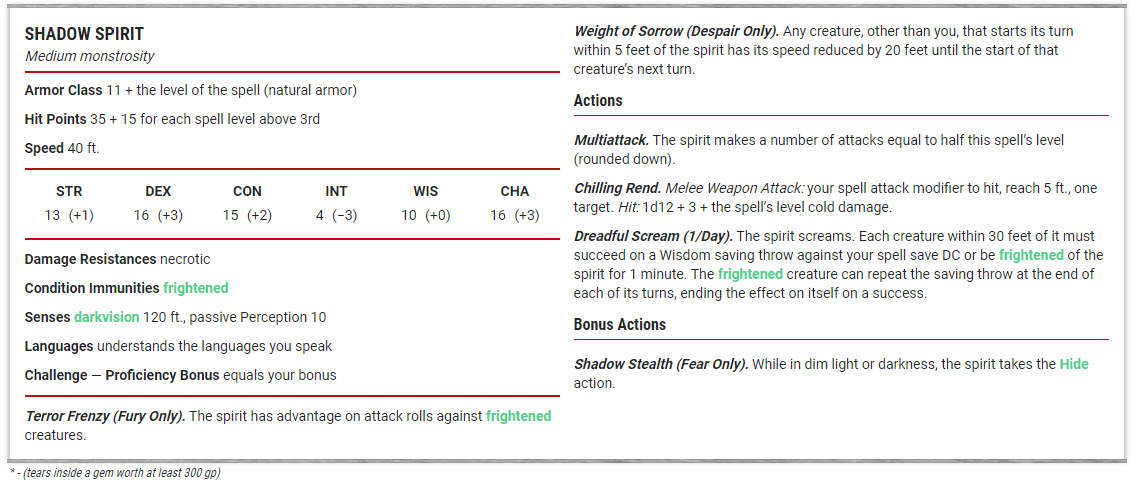 SHADOW SPIRIT
Medium monstrosity
Armor Class 11 + the level of the spell (natural armor)
Hit Points 35 + 15 for each spell level above 3rd
Speed 40 ft.
STR DEX CON INT WIS CHA
13 (+1) 16 (+3) 15 (+2) 4 (−3) 10 (+0) 16 (+3)
Damage Resistances necrotic
Condition Immunities frightened
Senses darkvision 120 ft., passive Perception 10
Languages understands the languages you speak
Challenge — Proficiency Bonus equals your bonus
Terror Frenzy (Fury Only). The spirit has advantage on attack rolls against frightened
creatures.
Weight of Sorrow (Despair Only). Any creature, other than you, that starts its turn
within 5 feet of the spirit has its speed reduced by 20 feet until the start of that
creature's next turn.
Actions
Multiattack. The spirit makes a number of attacks equal to half this spell's level
(rounded down).
Chilling Rend. Melee Weapon Attack: your spell attack modifier to hit, reach 5 ft., one
target. Hit: 1d12 + 3 + the spell's level cold damage.
Dreadful Scream (1/Day). The spirit screams. Each creature within 30 feet of it must
succeed on a Wisdom saving throw against your spell save DC or be frightened of the
spirit for 1 minute. The frightened creature can repeat the saving throw at the end of
each of its turns, ending the effect on itself on a success.
Bonus Actions
Shadow Stealth (Fear Only). While in dim light or darkness, the spirit takes the Hide
action.
* - (tears inside a gem worth at least 300 gp)